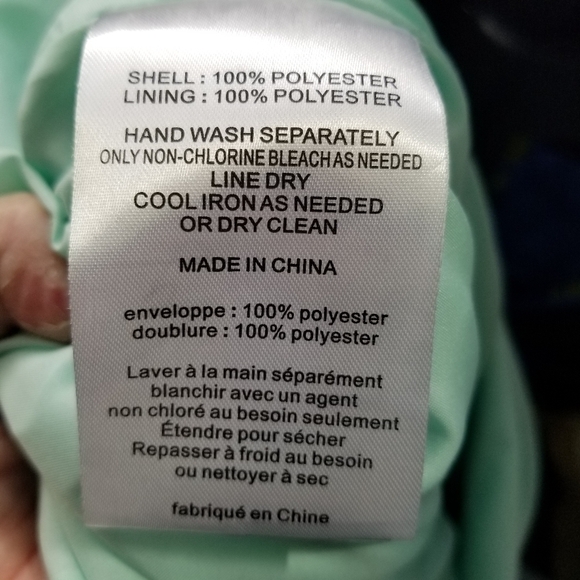 SHELL : 100% POLYESTER
LINING : 100% POLYESTER
HAND WASH SEPARATELY
ONLY NON-CHLORINE BLEACH AS NEEDED
LINE DRY
COOL IRON AS NEEDED
OR DRY CLEAN
MADE IN CHINA
enveloppe : 100% polyester
doublure : 100% polyester
Laver à la main séparément
blanchir avec un agent
non chloré au besoin seulement
Étendre pour sécher
Repasser à froid au besoin
ou nettoyer à sec
fabriqué en Chine